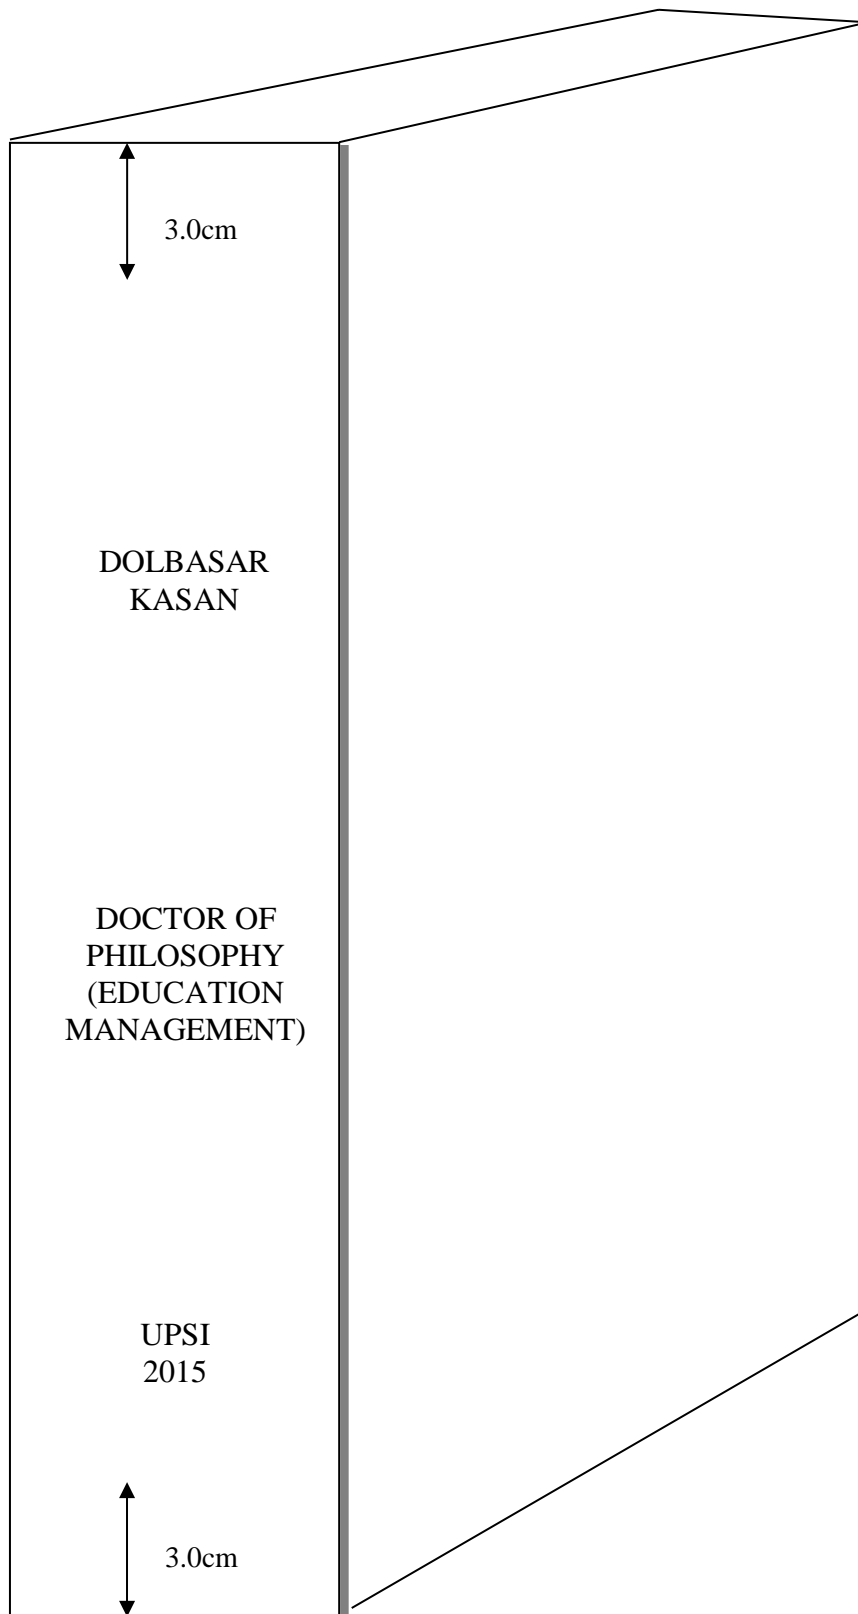 3.0cm
DOLBASAR
KASAN
DOCTOR OF
PHILOSOPHY
(EDUCATION
MANAGEMENT)
UPSI
2015
3.0cm